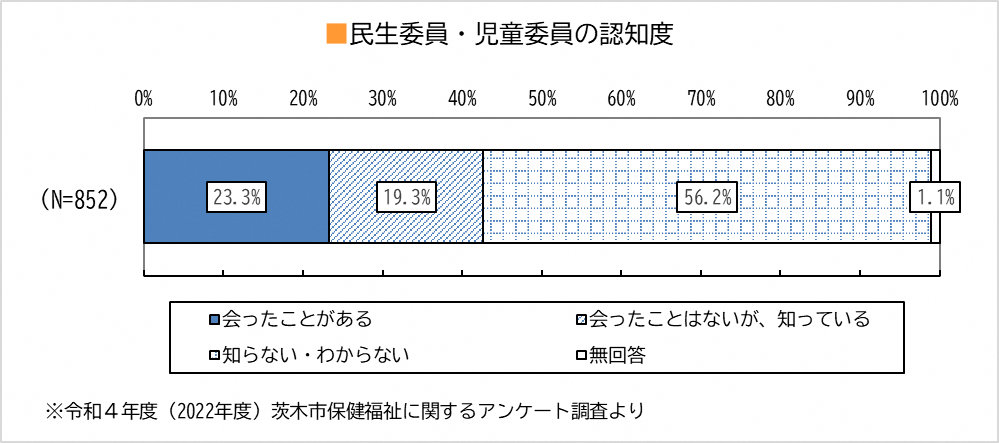 ■民生委員・児童委員の認知度
0% 10% 20% 30% 40% 50% 60% 70% 80% 90% 100%
(N=852) 23.3% 19.3% 56.2% 1.1%
会ったことがある 会ったことはないが、知っている
知らない・わからない 無回答
※令和４年度（2022年度）茨木市保健福祉に関するアンケート調査より